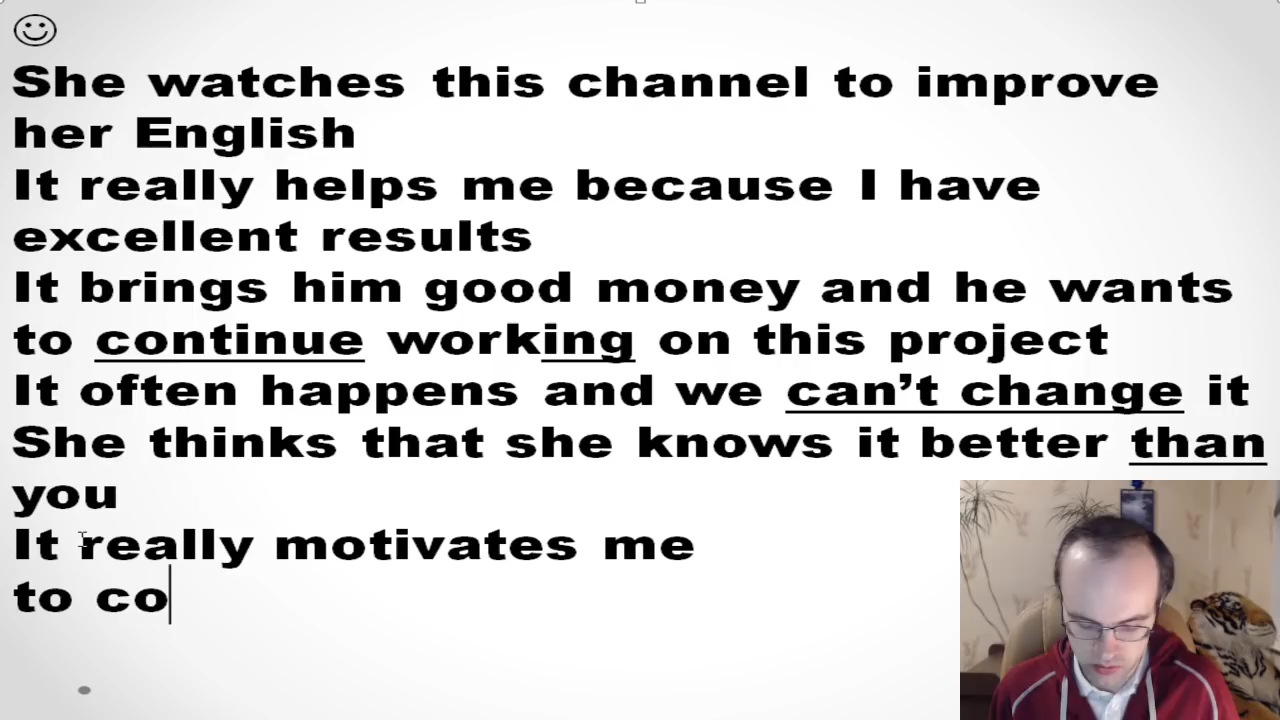 She watches this channel to improve
her English
It really helps me because I have
excellent results
It brings him good money and he wants
to continue working on this project
It often happens and we can’t change it
She thinks that she knows it better than
you
It really motivates me
to co